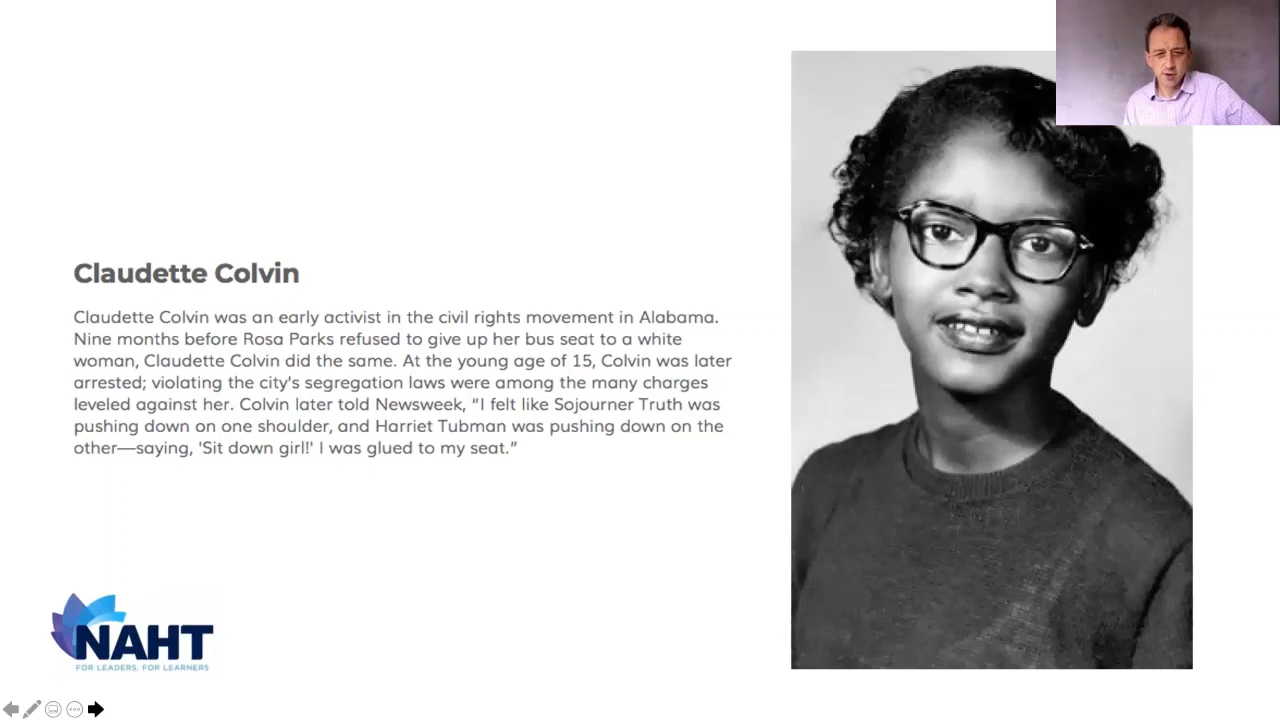 Claudette Colvin
Claudette Colvin was an early activist in the civil rights movement in Alabama.
Nine months before Rosa Parks refused to give up her bus seat to a white
woman, Claudette Colvin did the same. At the young age of 15, Colvin was later
arrested; violating the city's segregation laws were among the many charges
leveled against her. Colvin later told Newsweek, “I felt like Sojourner Truth was
pushing down on one shoulder, and Harriet Tubman was pushing down on the
other—saying, 'Sit down girl!' I was glued to my seat.”
NAHT
FOR LEADERS, FOR LEARNERS